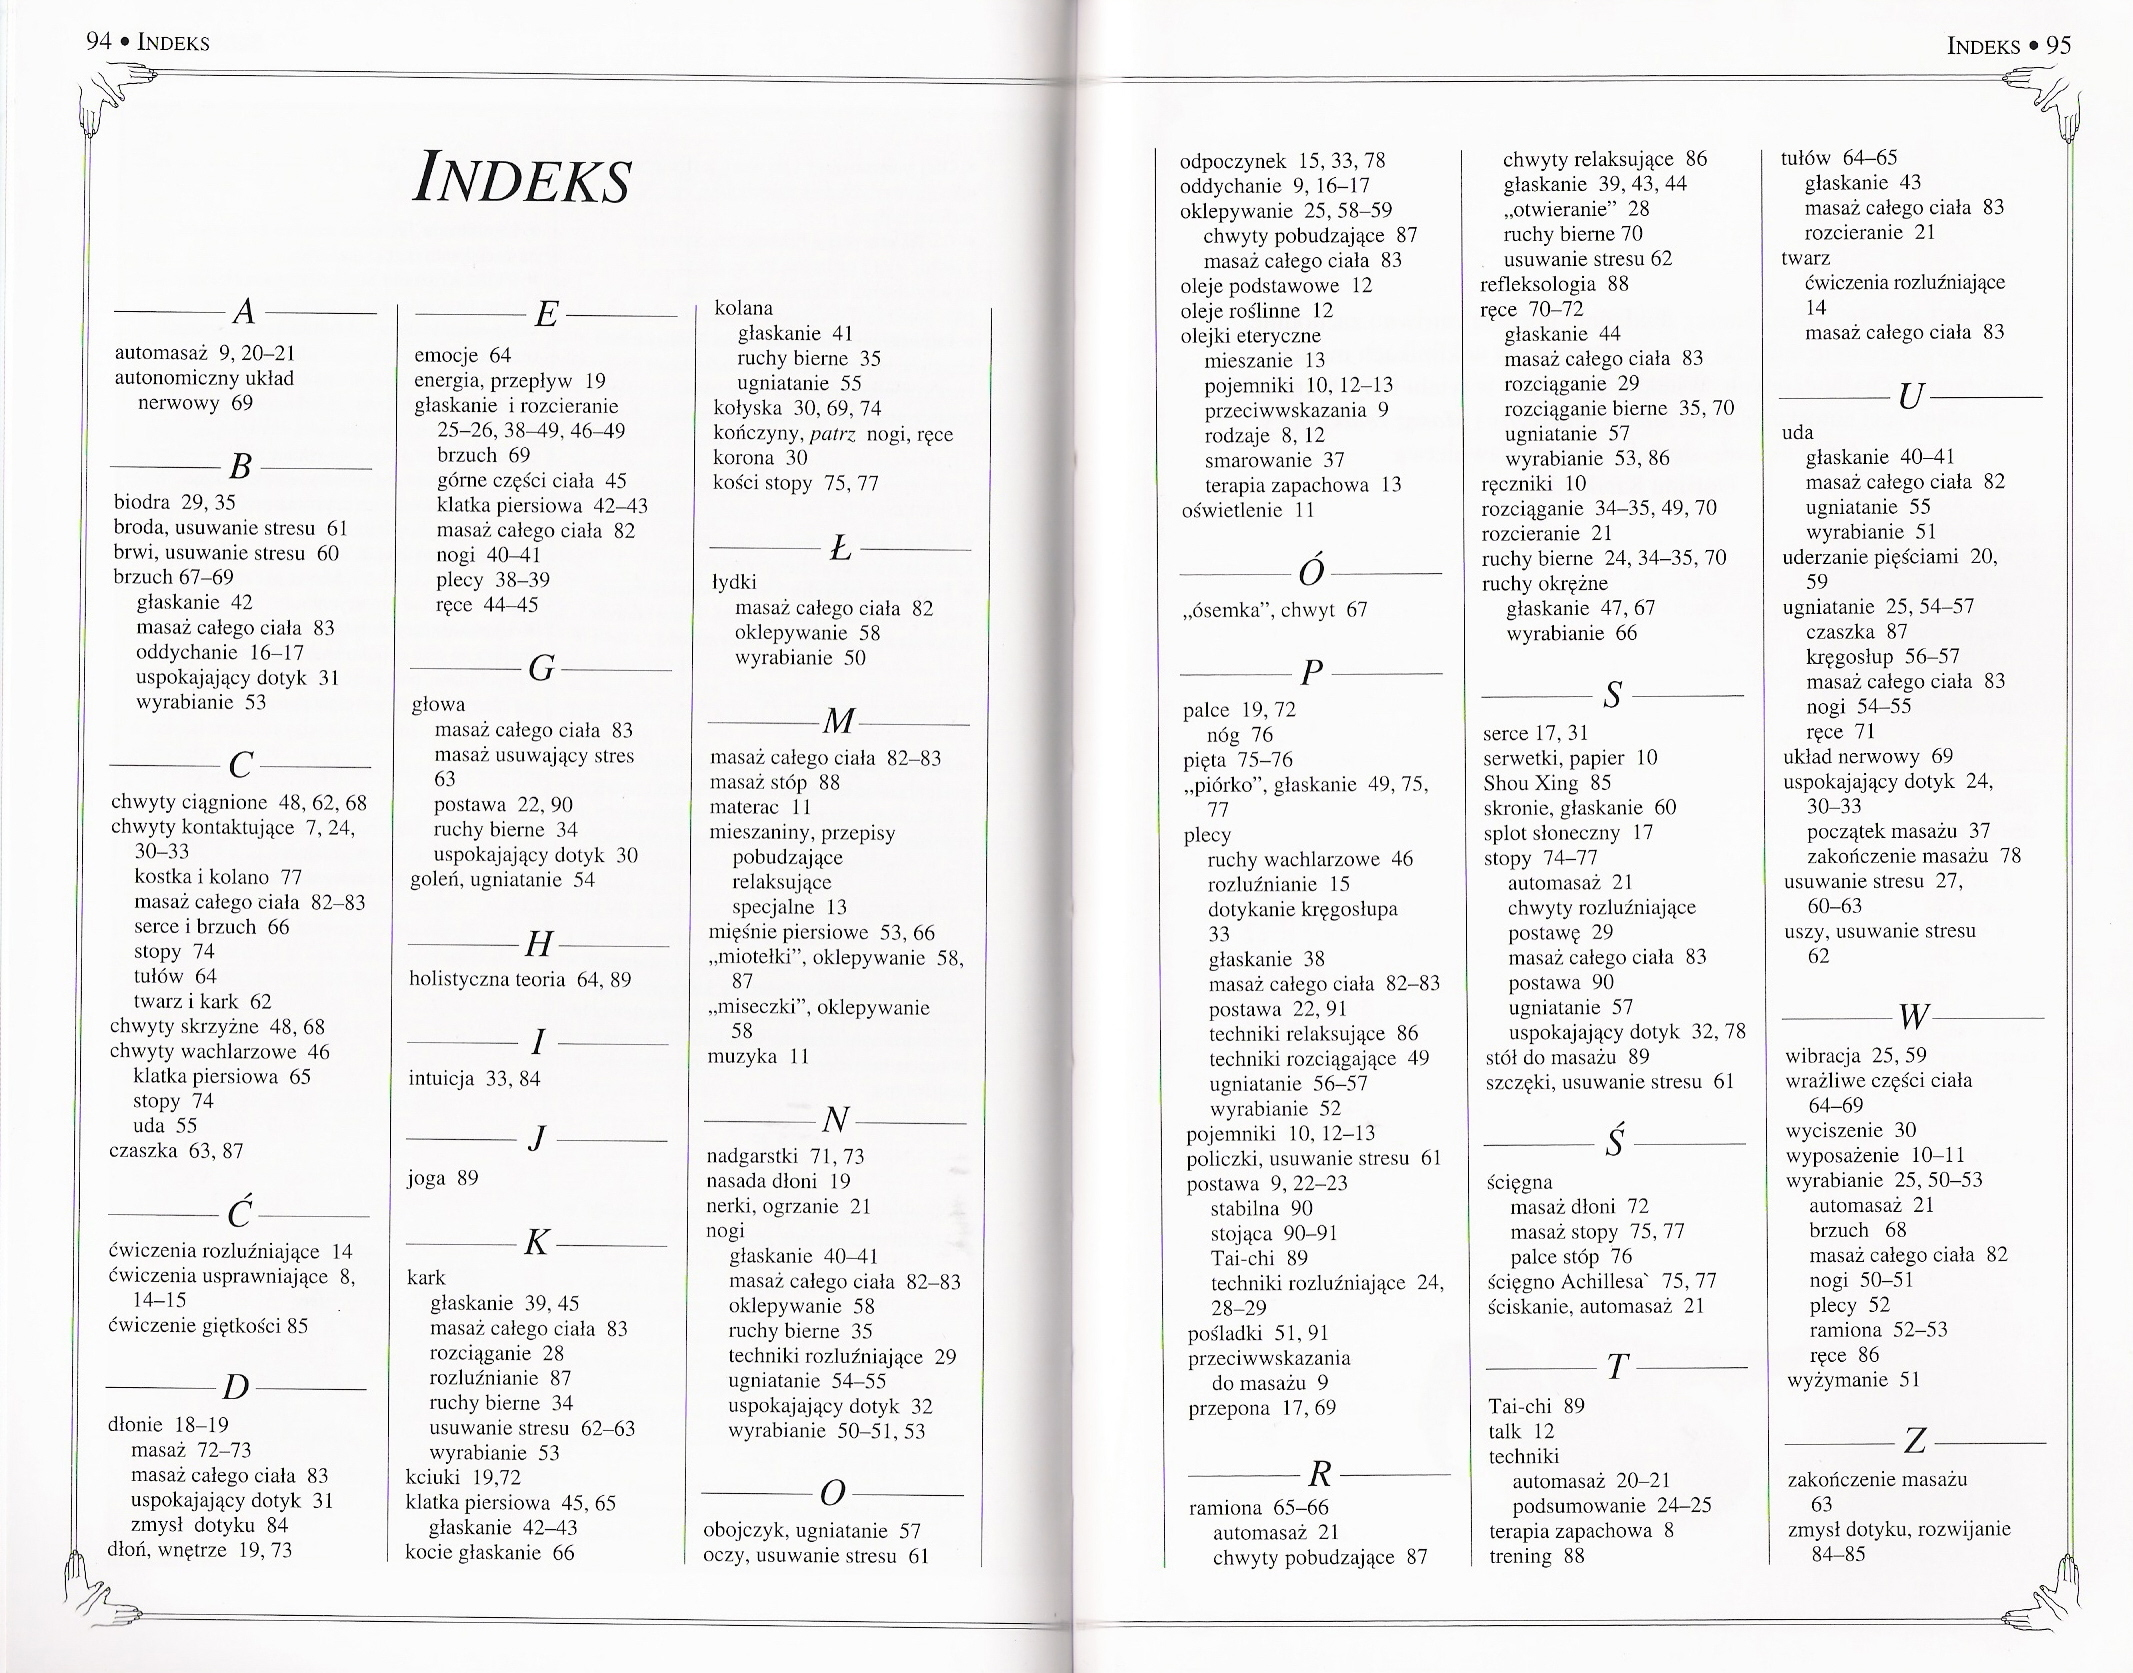 94 • INDEKS
INDEKS
A
automasaż 9, 20–21
autonomiczny układ
nerwowy 69
B
biodra 29, 35
broda, usuwanie stresu 61
brwi, usuwanie stresu 60
brzuch 67–69
głaskanie 42
masaż całego ciała 83
oddychanie 16–17
uspokajający dotyk 31
wyrabianie 53
C
chwyty ciągnione 48, 62, 68
chwyty kontaktujące 7, 24,
30–33
kostka i kolano 77
masaż całego ciała 82–83
serce i brzuch 66
stopy 74
tułów 64
twarz i kark 62
chwyty skrzyżne 48, 68
chwyty wachlarzowe 46
klatka piersiowa 65
stopy 74
uda 55
czaszka 63, 87
Ć
ćwiczenia rozluźniające 14
ćwiczenia usprawniające 8,
14–15
ćwiczenie giętkości 85
D
dłonie 18–19
masaż 72–73
masaż całego ciała 83
uspokajający dotyk 31
zmysł dotyku 84
dłoń, wnętrze 19, 73
E
emocje 64
energia, przepływ 19
głaskanie i rozcieranie
25–26, 38–49, 46–49
brzuch 69
górne części ciała 45
klatka piersiowa 42–43
masaż całego ciała 82
nogi 40–41
plecy 38–39
ręce 44–45
G
głowa
masaż całego ciała 83
masaż usuwający stres
63
postawa 22, 90
ruchy bierne 34
uspokajający dotyk 30
goleń, ugniatanie 54
H
holistyczna teoria 64, 89
I
intuicja 33, 84
J
joga 89
K
kark
głaskanie 39, 45
masaż całego ciała 83
rozciąganie 28
rozluźnianie 87
ruchy bierne 34
usuwanie stresu 62–63
wyrabianie 53
kciuki 19,72
klatka piersiowa 45, 65
głaskanie 42–43
kocie głaskanie 66
kolana
głaskanie 41
ruchy bierne 35
ugniatanie 55
kołyska 30, 69, 74
kończyny, patrz nogi, ręce
korona 30
kości stopy 75, 77
Ł
łydki
masaż całego ciała 82
oklepywanie 58
wyrabianie 50
M
masaż całego ciała 82–83
masaż stóp 88
materac 11
mieszaniny, przepisy
pobudzające
relaksujące
specjalne 13
mięśnie piersiowe 53, 66
„miotełki”, oklepywanie 58,
87
„miseczki”, oklepywanie
58
muzyka 11
N
nadgarstki 71, 73
nasada dłoni 19
nerki, ogrzanie 21
nogi
głaskanie 40–41
masaż całego ciała 82–83
oklepywanie 58
ruchy bierne 35
techniki rozluźniające 29
ugniatanie 54–55
uspokajający dotyk 32
wyrabianie 50–51, 53
O
obojczyk, ugniatanie 57
oczy, usuwanie stresu 61
INDEKS • 95
odpoczynek 15, 33, 78
oddychanie 9, 16–17
oklepywanie 25, 58–59
chwyty pobudzające 87
masaż całego ciała 83
oleje podstawowe 12
oleje roślinne 12
olejki eteryczne
mieszanie 13
pojemniki 10, 12–13
przeciwwskazania 9
rodzaje 8, 12
smarowanie 37
terapia zapachowa 13
oświetlenie 11
Ó
„ósemka”, chwyt 67
P
palce 19, 72
nóg 76
pięta 75–76
„piórko”, głaskanie 49, 75,
77
plecy
ruchy wachlarzowe 46
rozluźnianie 15
dotykanie kręgosłupa
33
głaskanie 38
masaż całego ciała 82–83
postawa 22, 91
techniki relaksujące 86
techniki rozciągające 49
ugniatanie 56–57
wyrabianie 52
pojemniki 10, 12–13
policzki, usuwanie stresu 61
postawa 9, 22–23
stabilna 90
stojąca 90–91
Tai-chi 89
techniki rozluźniające 24,
28–29
pośladki 51, 91
przeciwwskazania
do masażu 9
przepona 17, 69
R
ramiona 65–66
automasaż 21
chwyty pobudzające 87
chwyty relaksujące 86
głaskanie 39, 43, 44
„otwieranie” 28
ruchy bierne 70
usuwanie stresu 62
refleksologia 88
ręce 70–72
głaskanie 44
masaż całego ciała 83
rozciąganie 29
rozciąganie bierne 35, 70
ugniatanie 57
wyrabianie 53, 86
ręczniki 10
rozciąganie 34–35, 49, 70
rozcieranie 21
ruchy bierne 24, 34–35, 70
ruchy okrężne
głaskanie 47, 67
wyrabianie 66
S
serce 17, 31
serwetki, papier 10
Shou Xing 85
skronie, głaskanie 60
splot słoneczny 17
stopy 74–77
automasaż 21
chwyty rozluźniające
postawę 29
masaż całego ciała 83
postawa 90
ugniatanie 57
uspokajający dotyk 32, 78
stół do masażu 89
szczęki, usuwanie stresu 61
Ś
ścięgna
masaż dłoni 72
masaż stopy 75, 77
palce stóp 76
ścięgno Achillesa` 75, 77
ściskanie, automasaż 21
T
Tai-chi 89
talk 12
techniki
automasaż 20–21
podsumowanie 24–25
terapia zapachowa 8
trening 88
tułów 64–65
głaskanie 43
masaż całego ciała 83
rozcieranie 21
twarz
ćwiczenia rozluźniające
14
masaż całego ciała 83
U
uda
głaskanie 40–41
masaż całego ciała 82
ugniatanie 55
wyrabianie 51
uderzanie pięściami 20,
59
ugniatanie 25, 54–57
czaszka 87
kręgosłup 56–57
masaż całego ciała 83
nogi 54–55
ręce 71
układ nerwowy 69
uspokajający dotyk 24,
30–33
początek masażu 37
zakończenie masażu 78
usuwanie stresu 27,
60–63
uszy, usuwanie stresu
62
W
wibracja 25, 59
wrażliwe części ciała
64–69
wyciszenie 30
wyposażenie 10–11
wyrabianie 25, 50–53
automasaż 21
brzuch 68
masaż całego ciała 82
nogi 50–51
plecy 52
ramiona 52–53
ręce 86
wyżymanie 51
Z
zakończenie masażu
63
zmysł dotyku, rozwijanie
84–85